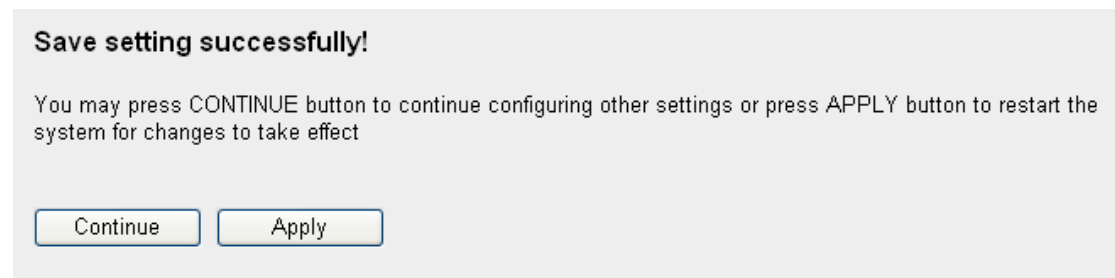 Save setting successfully!
You may press CONTINUE button to continue configuring other settings or press APPLY button to restart the
system for changes to take effect
Continue
Apply